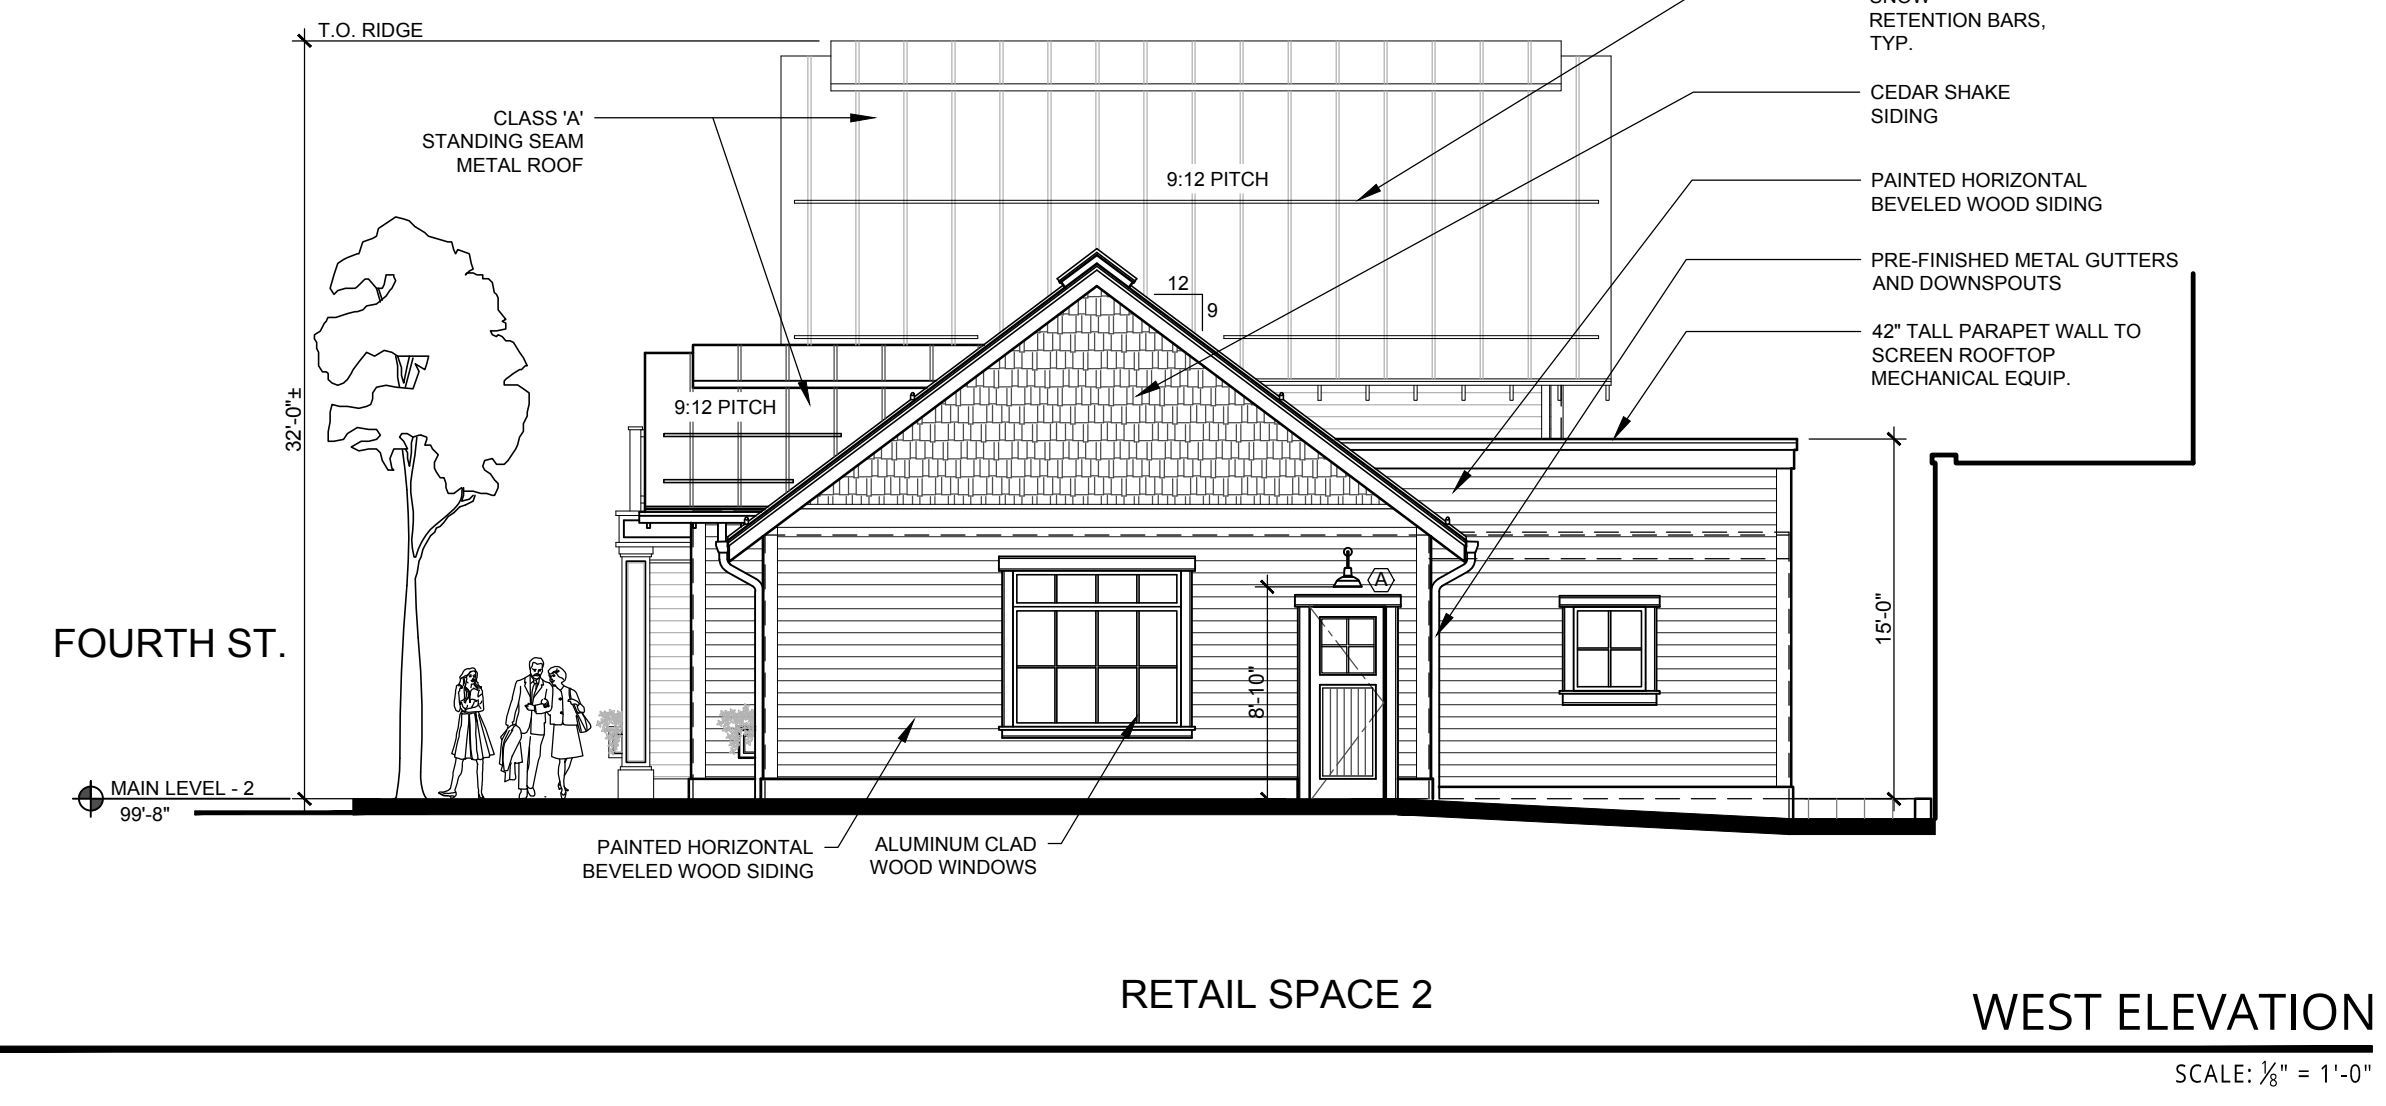 T.O. RIDGE
SNOW
RETENTION BARS,
TYP.
CLASS 'A'
STANDING SEAM
METAL ROOF
CEDAR SHAKE
SIDING
9:12 PITCH
PAINTED HORIZONTAL
BEVELED WOOD SIDING
PRE-FINISHED METAL GUTTERS
AND DOWNSPOUTS
12
9
42" TALL PARAPET WALL TO
SCREEN ROOFTOP
MECHANICAL EQUIP.
32'-0"±
9:12 PITCH
A
FOURTH ST.
8'-10"
15'-0"
MAIN LEVEL - 2
99'-8"
PAINTED HORIZONTAL
BEVELED WOOD SIDING
ALUMINUM CLAD
WOOD WINDOWS
RETAIL SPACE 2
WEST ELEVATION
SCALE: ⅛" = 1'-0"